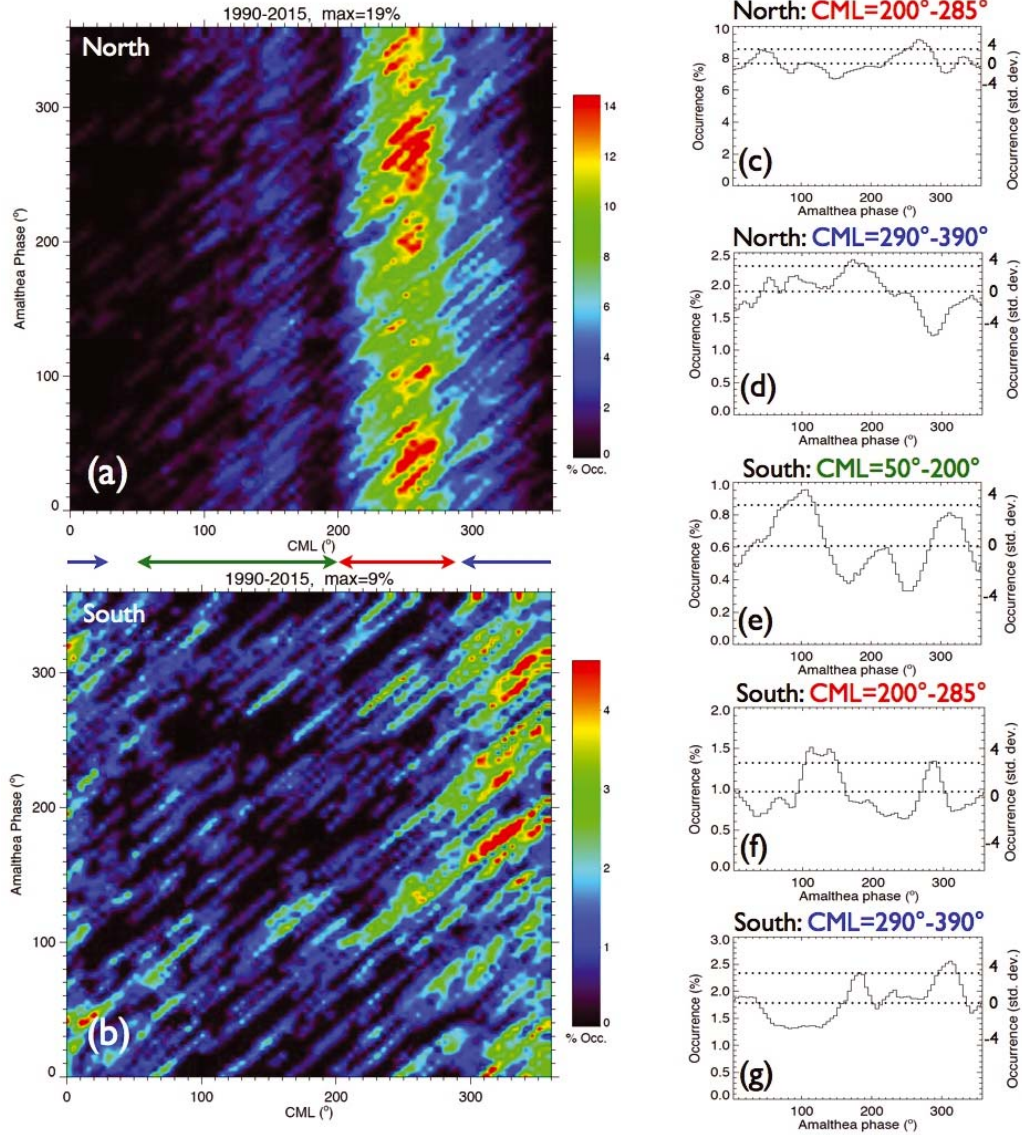 1990-2015, max=19%
North
Amalthea Phase (°)
300
200
100
0
(a)
0 100 200 300
CML (°)
14
12
10
8
6
4
2
0
% Occ.
1990-2015, max=9%
South
Amalthea Phase (°)
300
200
100
0
(b)
0 100 200 300
CML (°)
4
3
2
1
0
% Occ.
North: CML=200°-285°
Occurrence (%)
10
8
6
4
2
0
(c)
100 200 300
Amalthea phase (°)
4
0
-4
Occurrence (std. dev.)
North: CML=290°-390°
Occurrence (%)
2.5
2.0
1.5
1.0
0.5
0.0
(d)
100 200 300
Amalthea phase (°)
4
0
-4
Occurrence (std. dev.)
South: CML=50°-200°
Occurrence (%)
1.0
0.8
0.6
0.4
0.2
0.0
(e)
100 200 300
Amalthea phase (°)
4
0
-4
Occurrence (std. dev.)
South: CML=200°-285°
Occurrence (%)
2.0
1.5
1.0
0.5
0.0
(f)
100 200 300
Amalthea phase (°)
4
0
-4
Occurrence (std. dev.)
South: CML=290°-390°
Occurrence (%)
3.0
2.5
2.0
1.5
1.0
0.5
0.0
(g)
100 200 300
Amalthea phase (°)
4
0
-4
Occurrence (std. dev.)